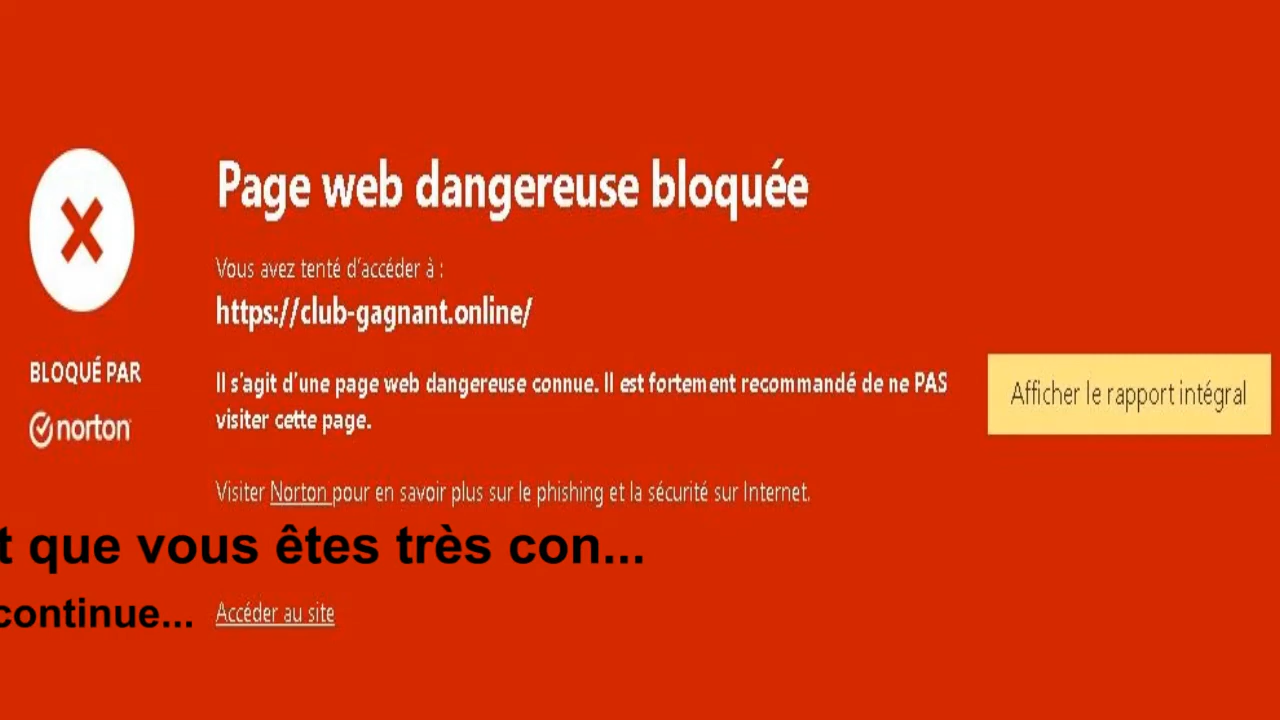 Page web dangereuse bloquée
Vous avez tenté d'accéder à :
https://club-gagnant.online/
BLOQUÉ PAR
norton
Il s'agit d'une page web dangereuse connue. Il est fortement recommandé de ne PAS
visiter cette page.
Afficher le rapport intégral
Visiter Norton pour en savoir plus sur le phishing et la sécurité sur Internet.
t que vous êtes très con...
continue...
Accéder au site